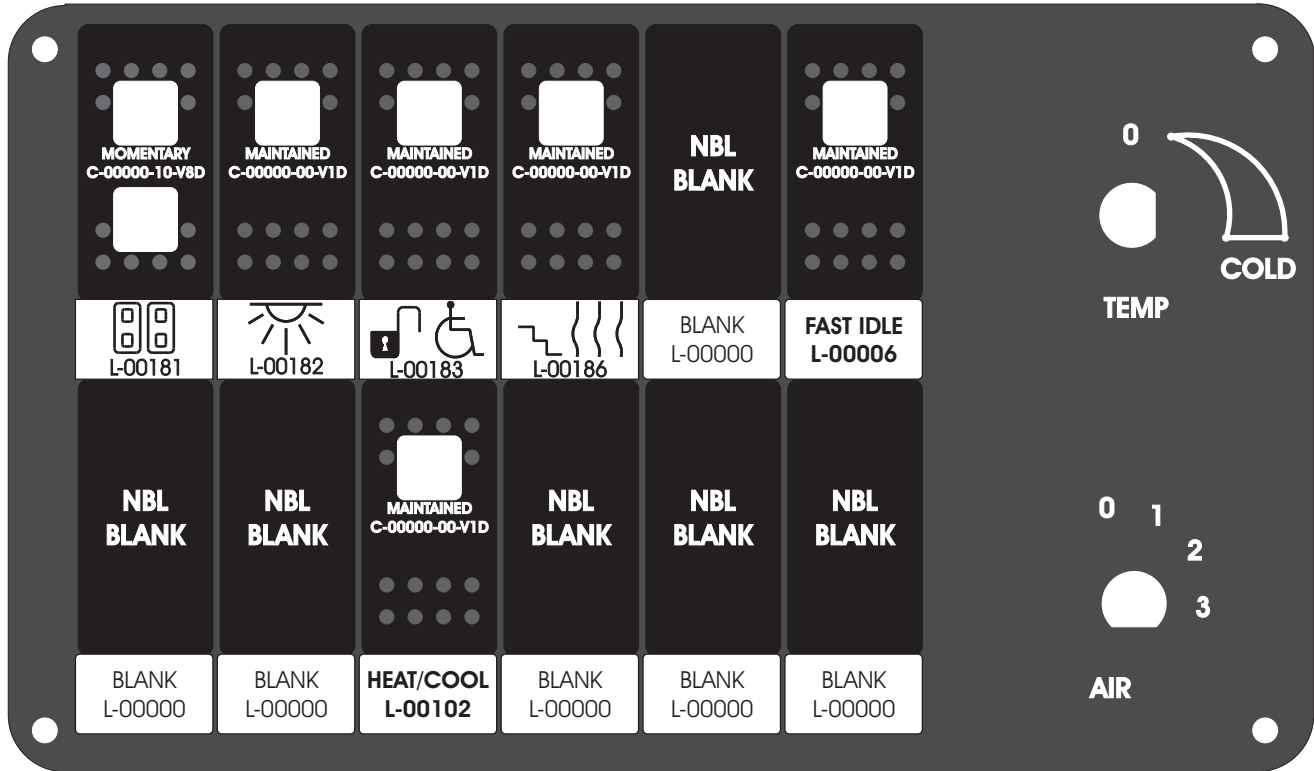 MOMENTARY
C-00000-10-V8D
MAINTAINED
C-00000-00-V1D
MAINTAINED
C-00000-00-V1D
MAINTAINED
C-00000-00-V1D
NBL
BLANK
MAINTAINED
C-00000-00-V1D
L-00181
L-00182
L-00183
L-00186
BLANK
L-00000
FAST IDLE
L-00006
NBL
BLANK
NBL
BLANK
MAINTAINED
C-00000-00-V1D
NBL
BLANK
NBL
BLANK
NBL
BLANK
BLANK
L-00000
BLANK
L-00000
HEAT/COOL
L-00102
BLANK
L-00000
BLANK
L-00000
BLANK
L-00000
0
COLD
TEMP
0
1
2
3
AIR